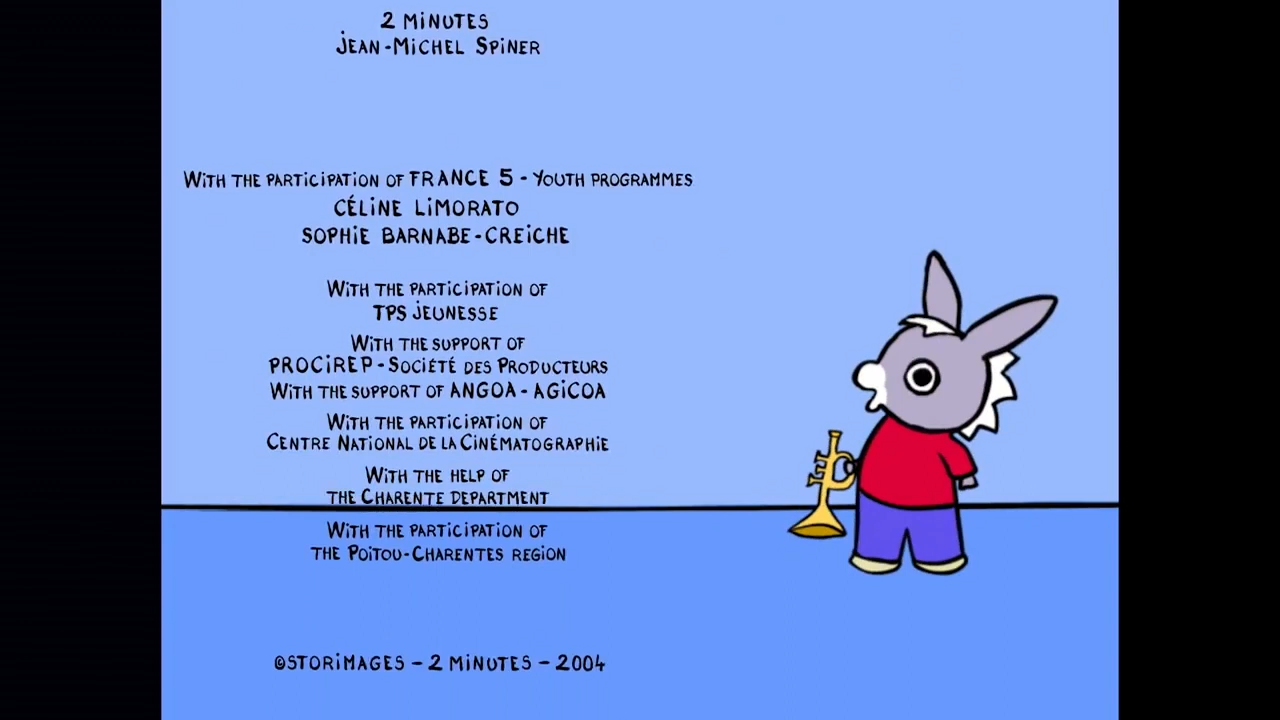 2 MiNUTES
jEAN-MiCHEL SPiNER
WiTH THE PARTiCiPATiON OF FRANCE 5 - YOUTH PROGRAMMES
CÉLiNE LiMORATO
SOPHiE BARNABE-CREiCHE
WiTH THE PARTiCiPATiON OF
TPS jEUNESSE
WiTH THE SUPPORT OF
PROCiREP - SOCiÉTÉ DES PRODUCTEURS
WiTH THE SUPPORT OF ANGOA - AGiCOA
WiTH THE PARTiCiPATiON OF
CENTRE NATiONAL DE LA CiNÉMATOGRAPHiE
WiTH THE HELP OF
THE CHARENTE DEPARTMENT
WiTH THE PARTiCiPATiON OF
THE POiTOU-CHARENTES REGiON
©STORiMAGES - 2 MiNUTES - 2004